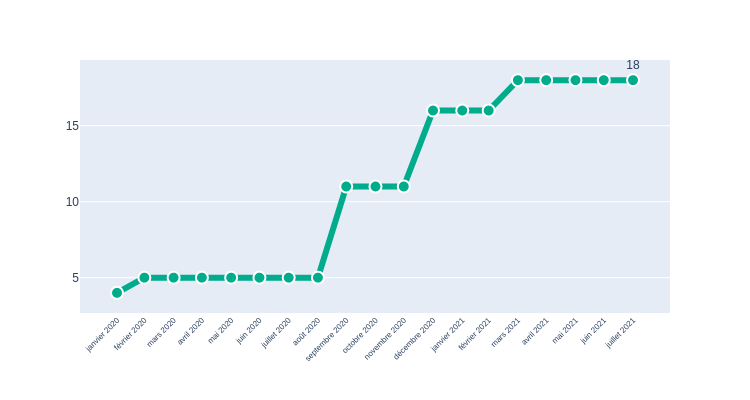 18
15
10
5
janvier 2020
février 2020
mars 2020
avril 2020
mai 2020
juin 2020
juillet 2020
août 2020
septembre 2020
octobre 2020
novembre 2020
décembre 2020
janvier 2021
février 2021
mars 2021
avril 2021
mai 2021
juin 2021
juillet 2021